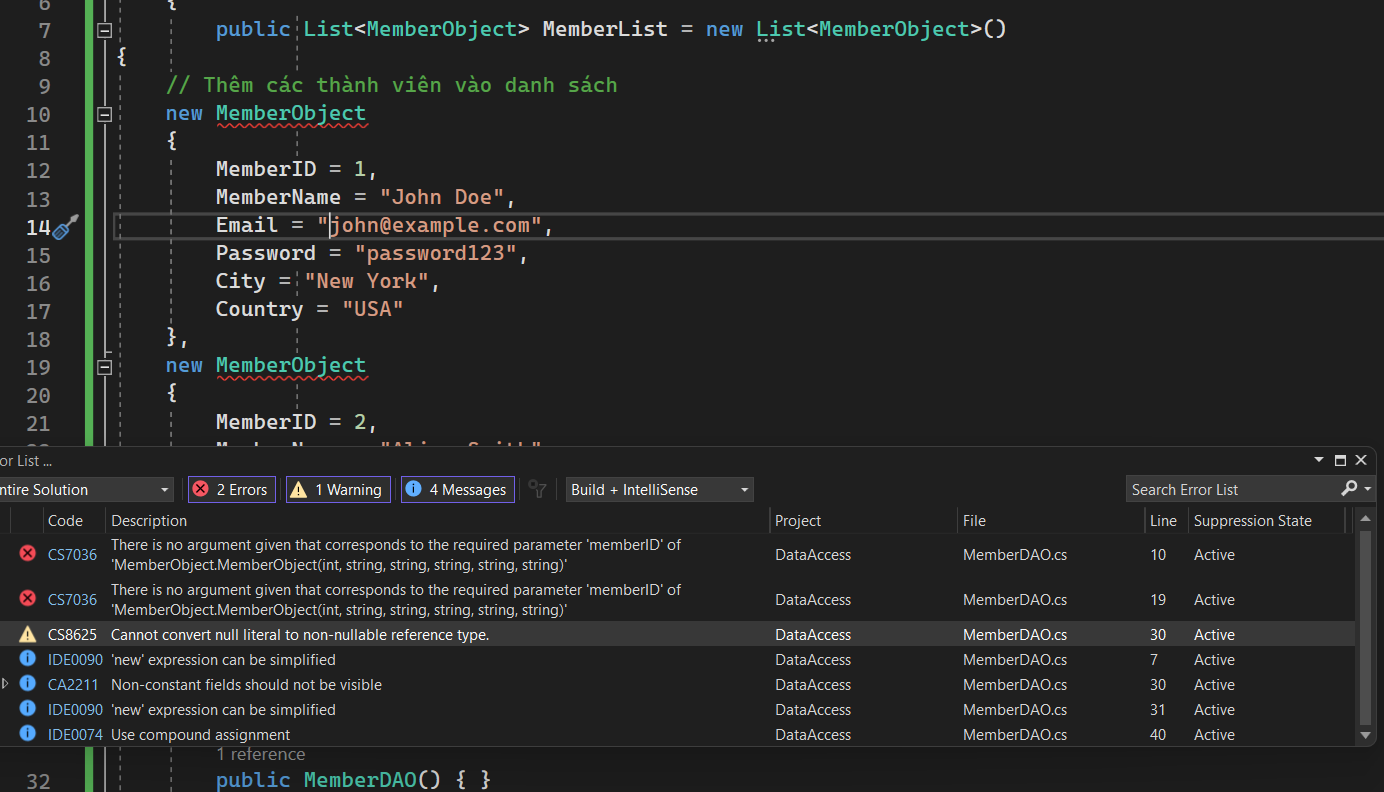 6 {
7 public List<MemberObject> MemberList = new List<MemberObject>()
8 {
9 // Thêm các thành viên vào danh sách
10 new MemberObject
11 {
12 MemberID = 1,
13 MemberName = "John Doe",
14 Email = "john@example.com",
15 Password = "password123",
16 City = "New York",
17 Country = "USA"
18 },
19 new MemberObject
20 {
21 MemberID = 2,
or List ...
ntire Solution 2 Errors 1 Warning 4 Messages Build + IntelliSense Search Error List
Code Description Project File Line Suppression State
CS7036 There is no argument given that corresponds to the required parameter 'memberID' of 'MemberObject.MemberObject(int, string, string, string, string, string)' DataAccess MemberDAO.cs 10 Active
CS7036 There is no argument given that corresponds to the required parameter 'memberID' of 'MemberObject.MemberObject(int, string, string, string, string, string)' DataAccess MemberDAO.cs 19 Active
CS8625 Cannot convert null literal to non-nullable reference type. DataAccess MemberDAO.cs 30 Active
IDE0090 'new' expression can be simplified DataAccess MemberDAO.cs 7 Active
CA2211 Non-constant fields should not be visible DataAccess MemberDAO.cs 30 Active
IDE0090 'new' expression can be simplified DataAccess MemberDAO.cs 31 Active
IDE0074 Use compound assignment DataAccess MemberDAO.cs 40 Active
1 reference
32 public MemberDAO() { }